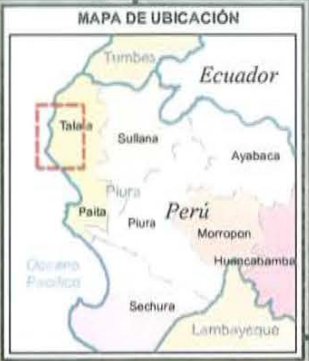 MAPA DE UBICACIÓN
Tumbes
Ecuador
Talara
Sullana
Ayabaca
Piura
Paita
Piura
Perú
Morropon
Huancabamba
Océano
Pacífico
Sechura
Lambayeque